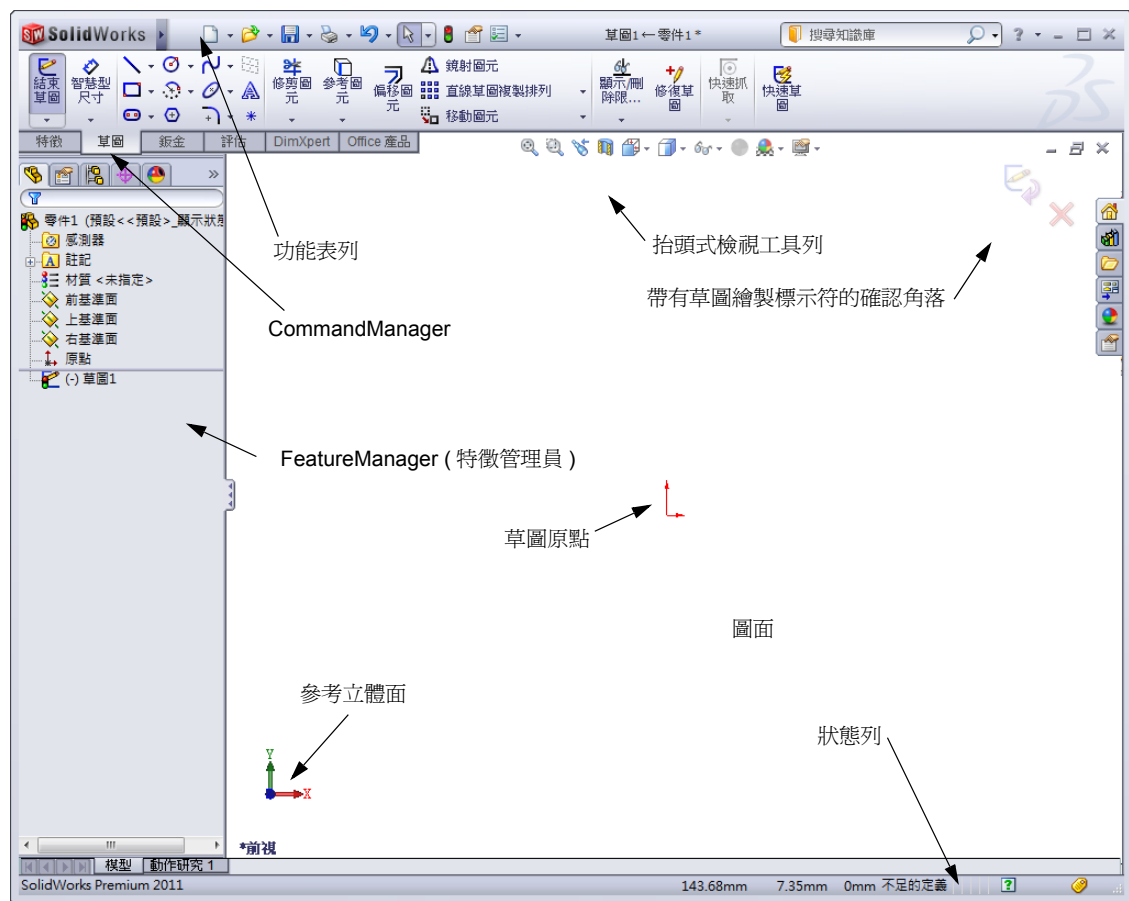 SolidWorks
草圖1 ← 零件1 *
搜尋知識庫
結束草圖
智慧型尺寸
修剪圖元
參考圖元
偏移圖元
鏡射圖元
直線草圖複製排列
移動圖元
顯示/刪除限...
修復草圖
快速抓取
快速草圖
特徵 草圖 鈑金 評估 DimXpert Office 產品
零件1 (預設<<預設>_顯示狀態
感測器
註記
材質 <未指定>
前基準面
上基準面
右基準面
原點
(-) 草圖1
功能表列
抬頭式檢視工具列
帶有草圖繪製標示符的確認角落
CommandManager
FeatureManager ( 特徵管理員 )
草圖原點
圖面
參考立體面
狀態列
Y
X
*前視
模型 動作研究 1
SolidWorks Premium 2011
143.68mm 7.35mm 0mm 不足的定義